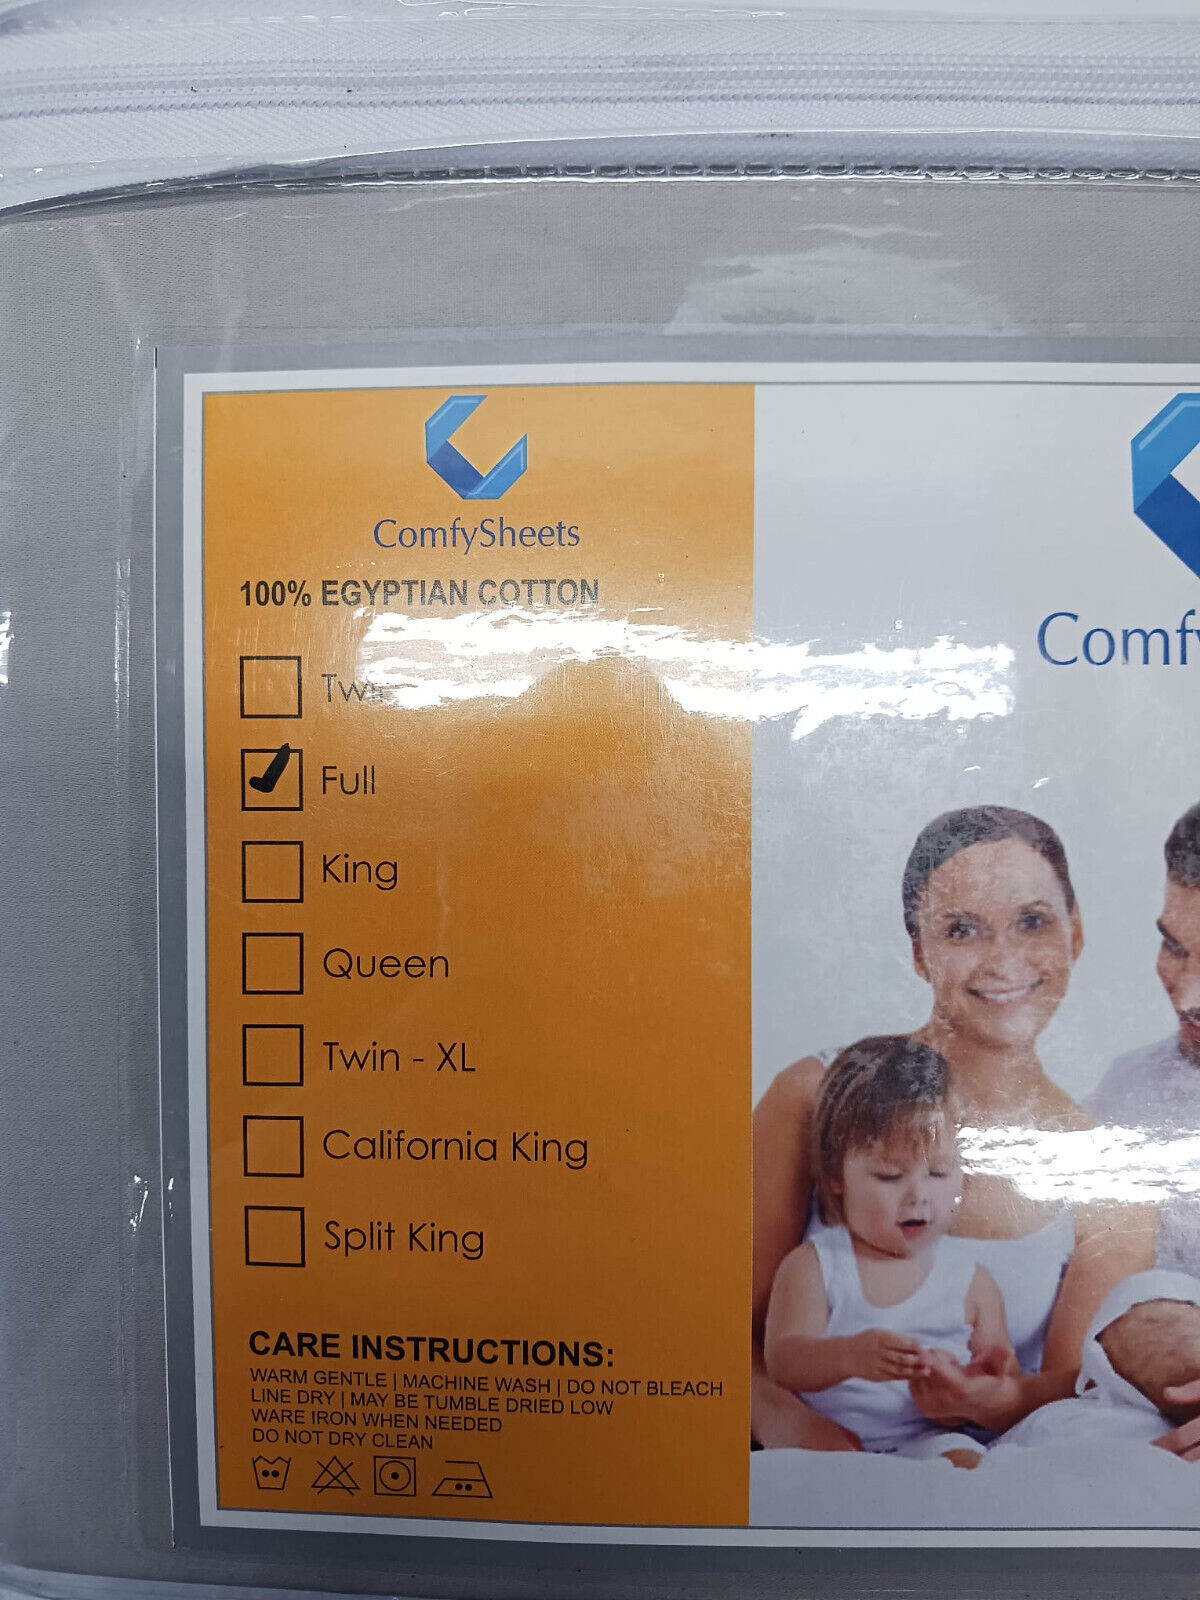 ComfySheets
100% EGYPTIAN COTTON
Full
King
Queen
Twin - XL
California King
Split King
CARE INSTRUCTIONS:
WARM GENTLE | MACHINE WASH | DO NOT BLEACH
LINE DRY | MAY BE TUMBLE DRIED LOW
WARE IRON WHEN NEEDED
DO NOT DRY CLEAN
Comfy